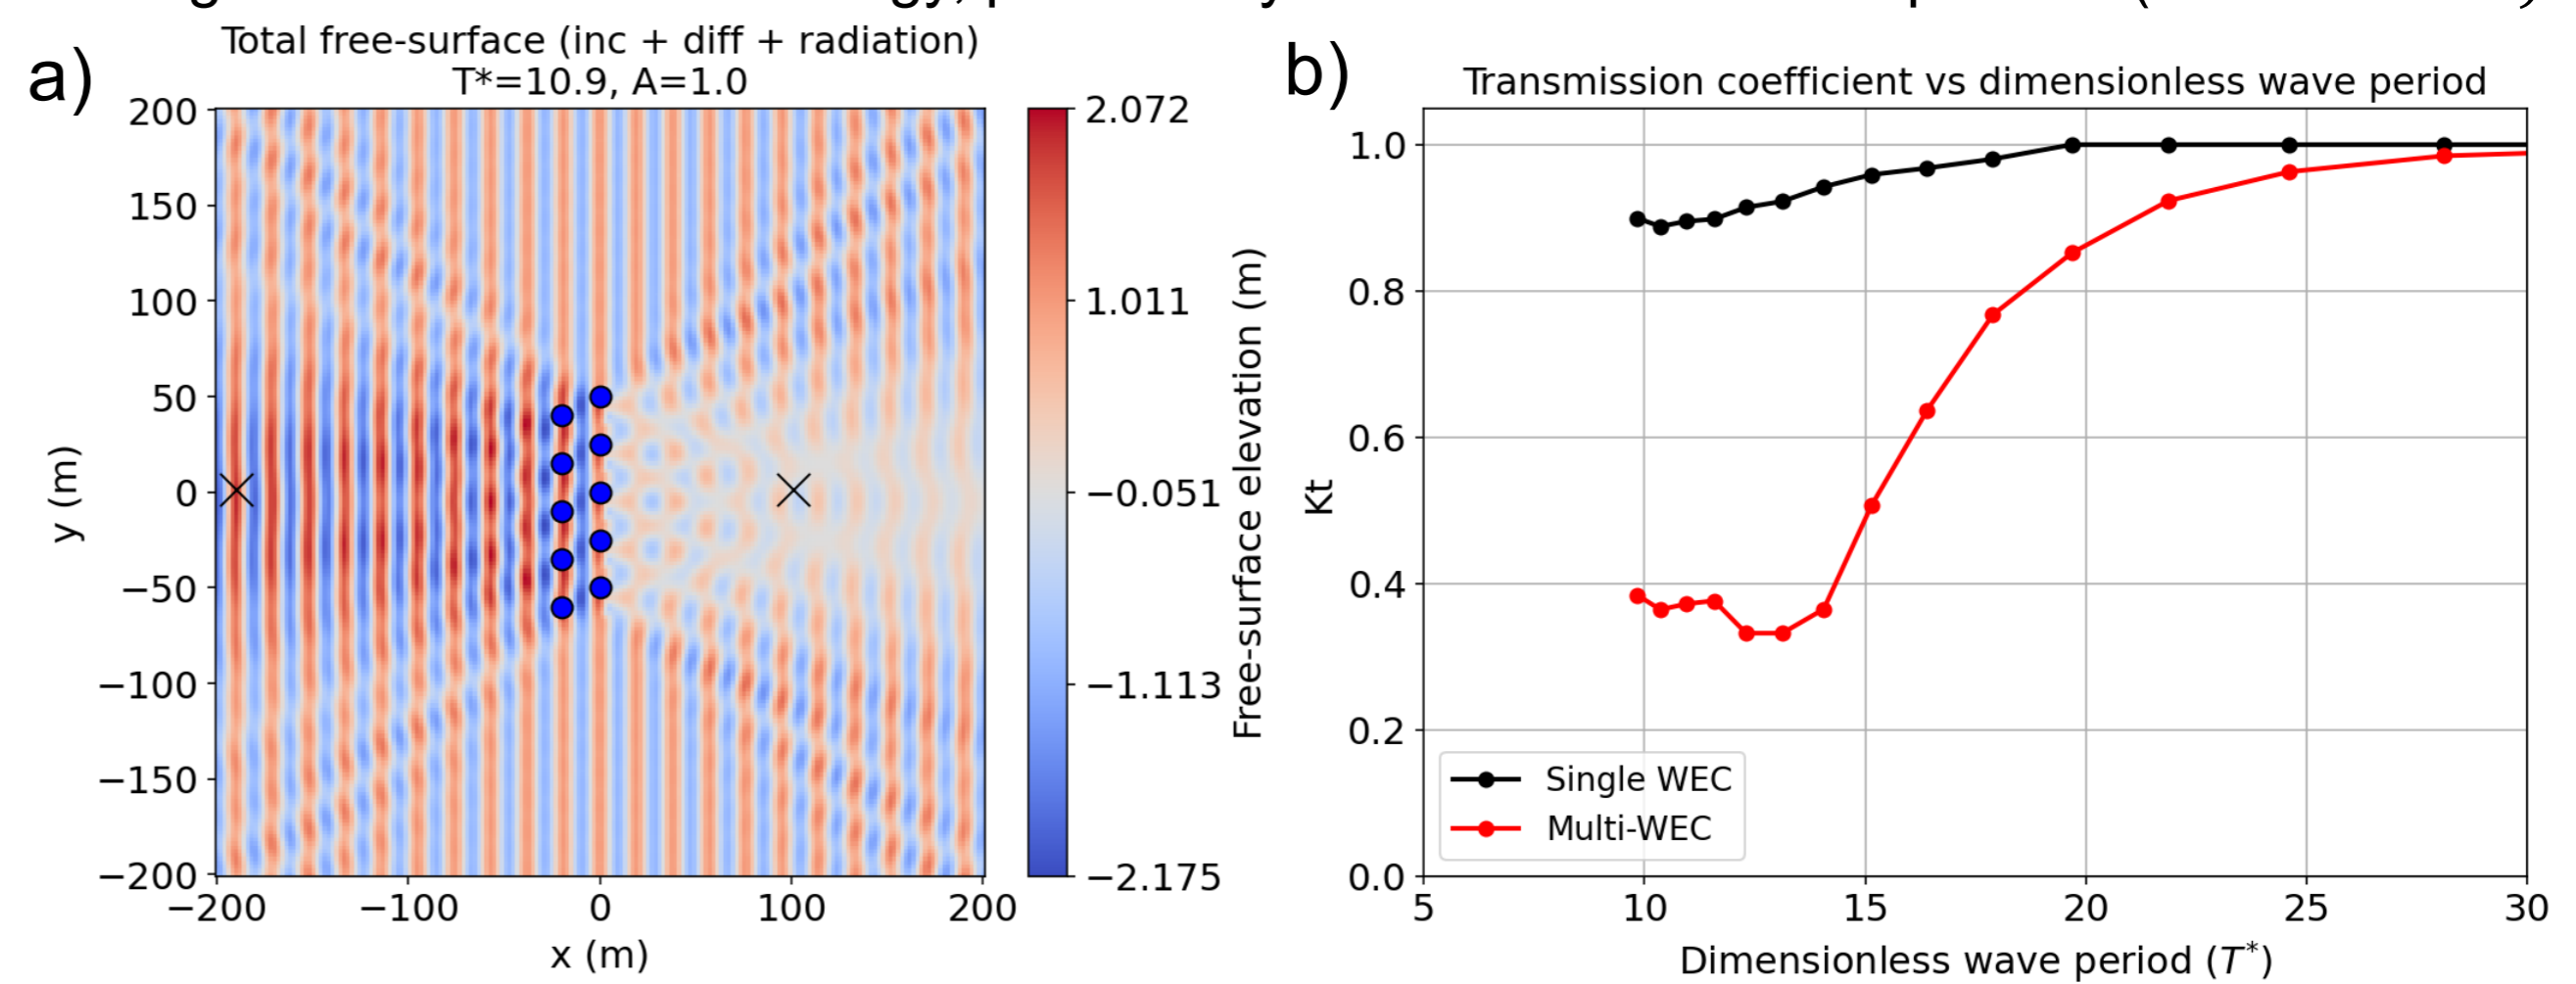 a)
Total free-surface (inc + diff + radiation)
T*=10.9, A=1.0
200
150
100
50
0
−50
−100
−150
−200
y (m)
−200 −100 0 100 200
x (m)
2.072
1.011
−0.051
−1.113
−2.175
Free-surface elevation (m)
b)
Transmission coefficient vs dimensionless wave period
1.0
0.8
0.6
0.4
0.2
0.0
Kt
Single WEC
Multi-WEC
5 10 15 20 25 30
Dimensionless wave period (T*)